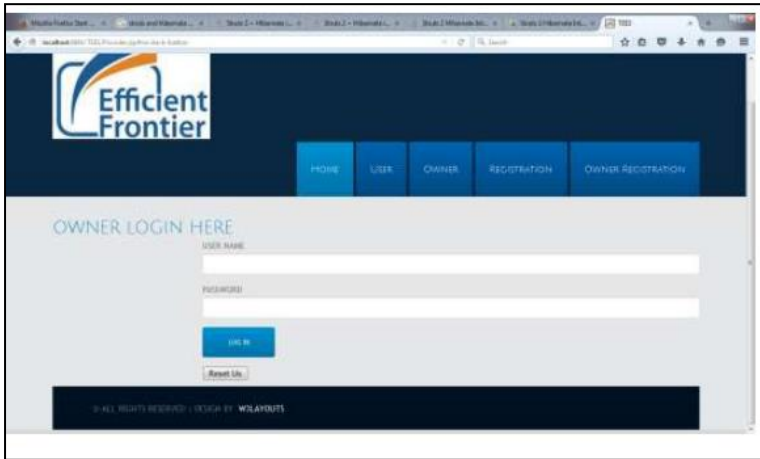 Search
Efficient
Frontier
HOME USER OWNER REGISTRATION OWNER REGISTRATION
OWNER LOGIN HERE
USER NAME
PASSWORD
LOG IN
Reset Us
© ALL RIGHTS RESERVED | DESIGN BY W3LAYOUTS